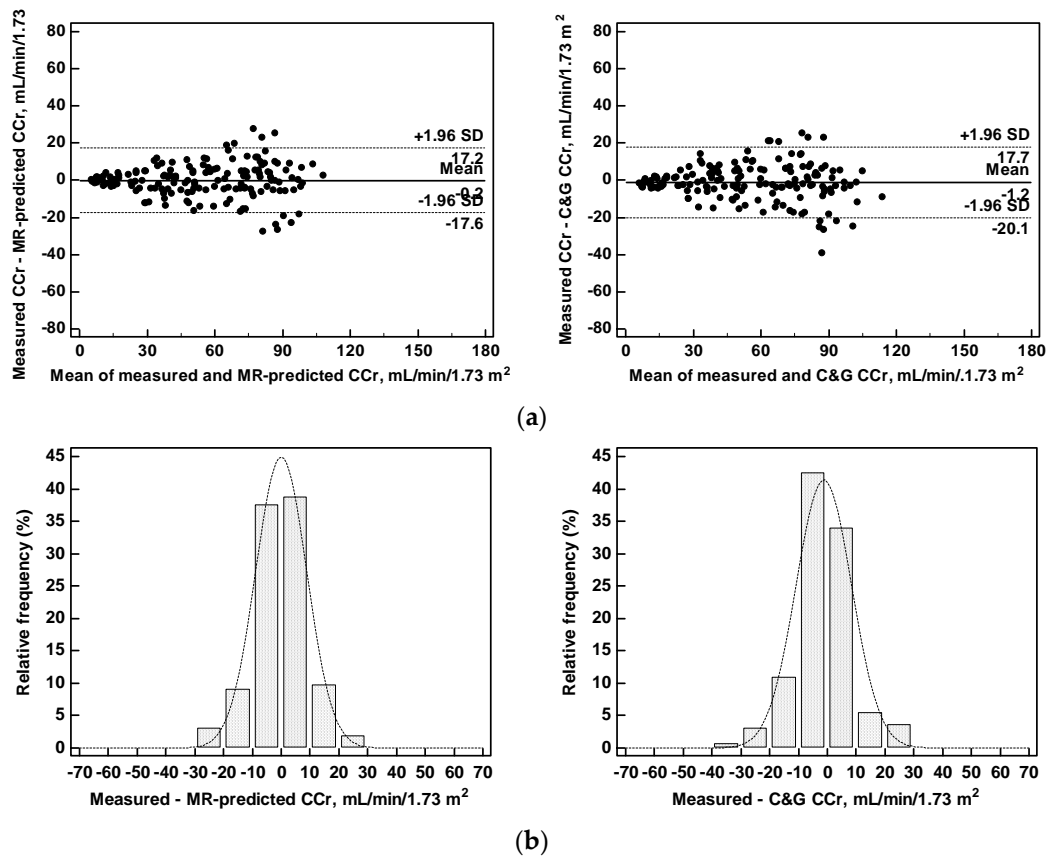 Measured CCr - MR-predicted CCr, mL/min/1.73
80
60
40
20
0
-20
-40
-60
-80
+1.96 SD
17.2
Mean
-0.2
-1.96 SD
-17.6
0 30 60 90 120 150 180
Mean of measured and MR-predicted CCr, mL/min/1.73 m²
Measured CCr - C&G CCr, mL/min/1.73 m²
80
60
40
20
0
-20
-40
-60
-80
+1.96 SD
17.7
Mean
-1.2
-1.96 SD
-20.1
0 30 60 90 120 150 180
Mean of measured and C&G CCr, mL/min/.1.73 m²
(a)
Relative frequency (%)
45
40
35
30
25
20
15
10
5
0
-70 -60 -50 -40 -30 -20 -10 0 10 20 30 40 50 60 70
Measured - MR-predicted CCr, mL/min/1.73 m²
Relative frequency (%)
45
40
35
30
25
20
15
10
5
0
-70 -60 -50 -40 -30 -20 -10 0 10 20 30 40 50 60 70
Measured - C&G CCr, mL/min/1.73 m²
(b)